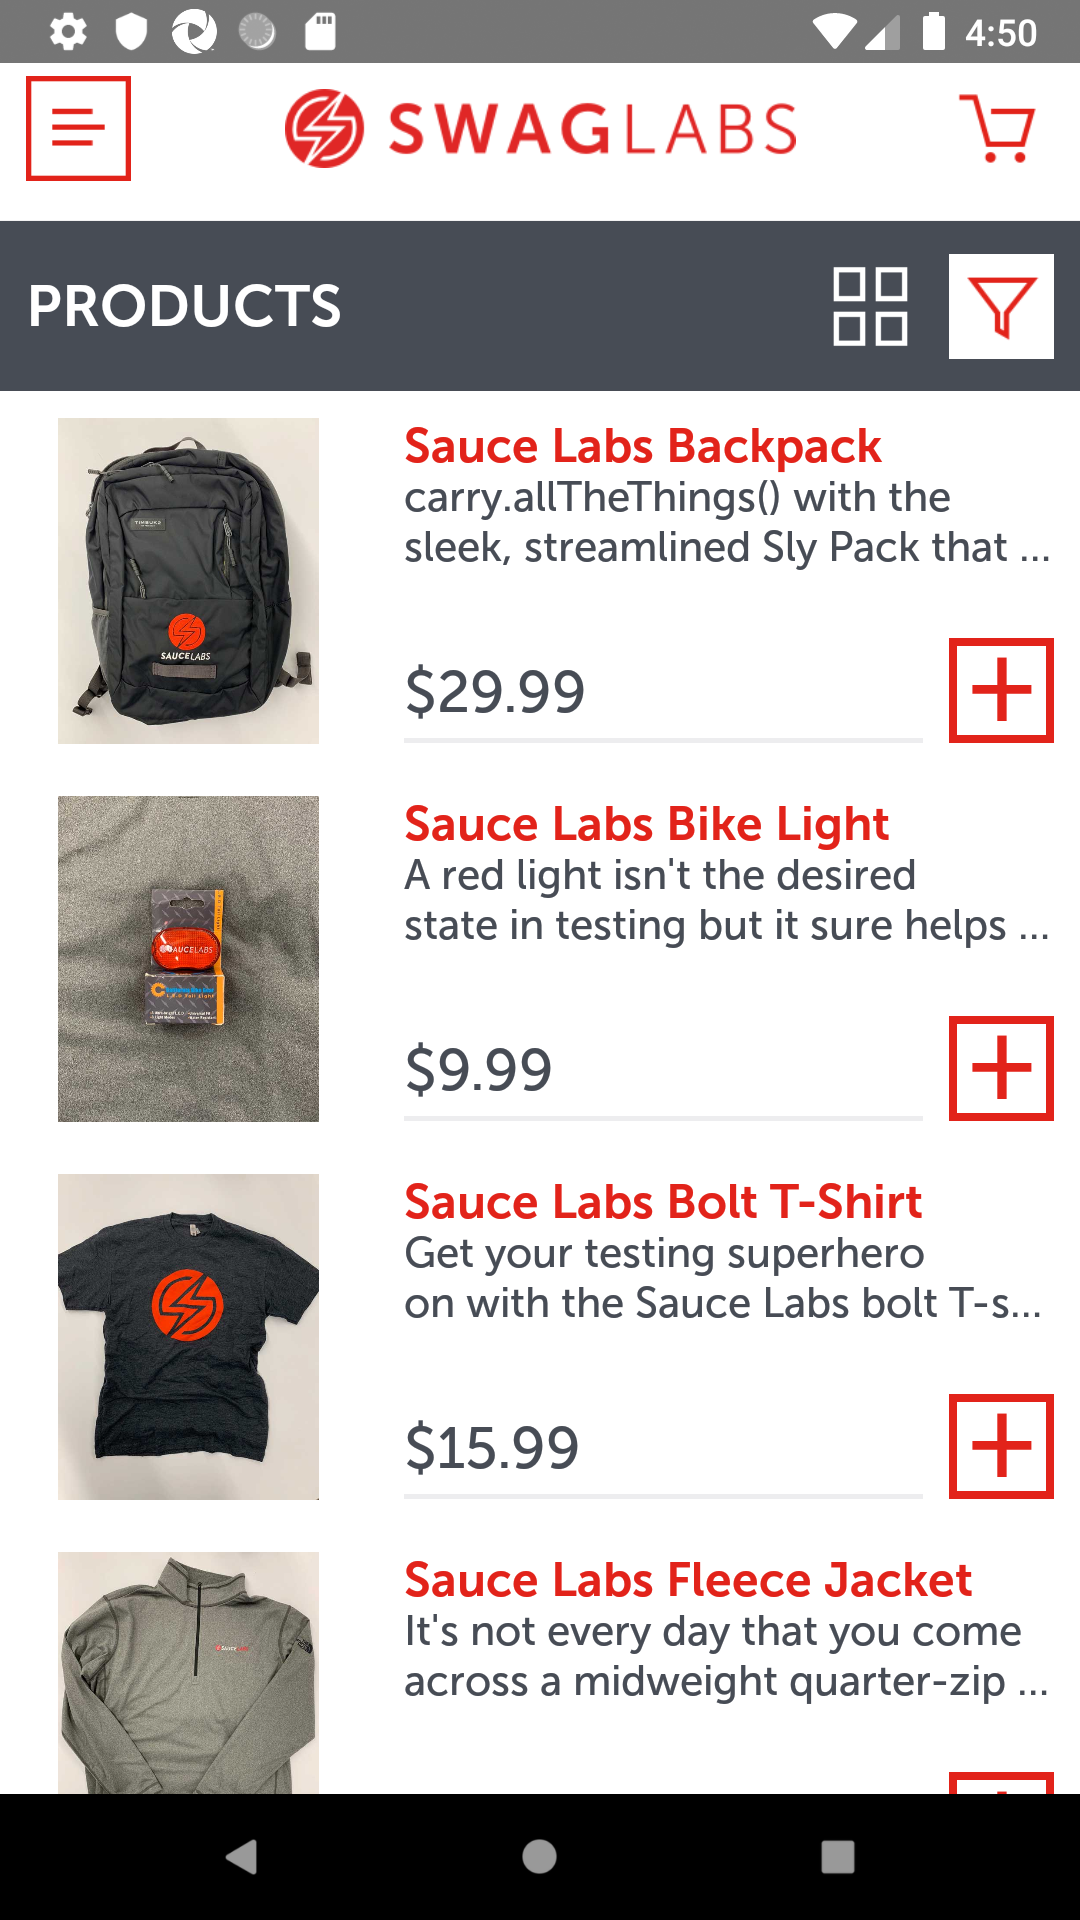 4:50
SWAGLABS
PRODUCTS
Sauce Labs Backpack
carry.allTheThings() with the
sleek, streamlined Sly Pack that ...
TIMBUK2
SAUCELABS
$29.99
Sauce Labs Bike Light
A red light isn't the desired
state in testing but it sure helps ...
SAUCELABS
$9.99
Sauce Labs Bolt T-Shirt
Get your testing superhero
on with the Sauce Labs bolt T-s...
$15.99
Sauce Labs Fleece Jacket
It's not every day that you come
across a midweight quarter-zip ...